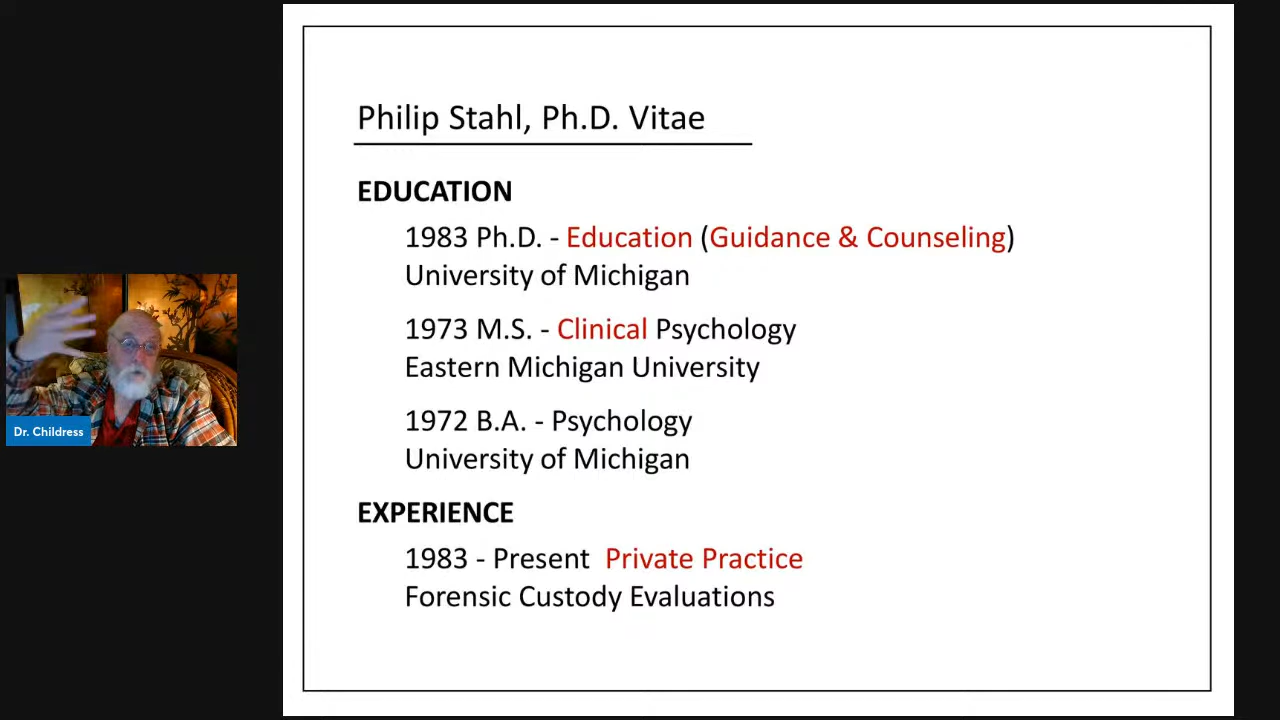 Philip Stahl, Ph.D. Vitae
EDUCATION
1983 Ph.D. - Education (Guidance & Counseling)
University of Michigan
1973 M.S. - Clinical Psychology
Eastern Michigan University
1972 B.A. - Psychology
University of Michigan
EXPERIENCE
1983 - Present Private Practice
Forensic Custody Evaluations
Dr. Childress